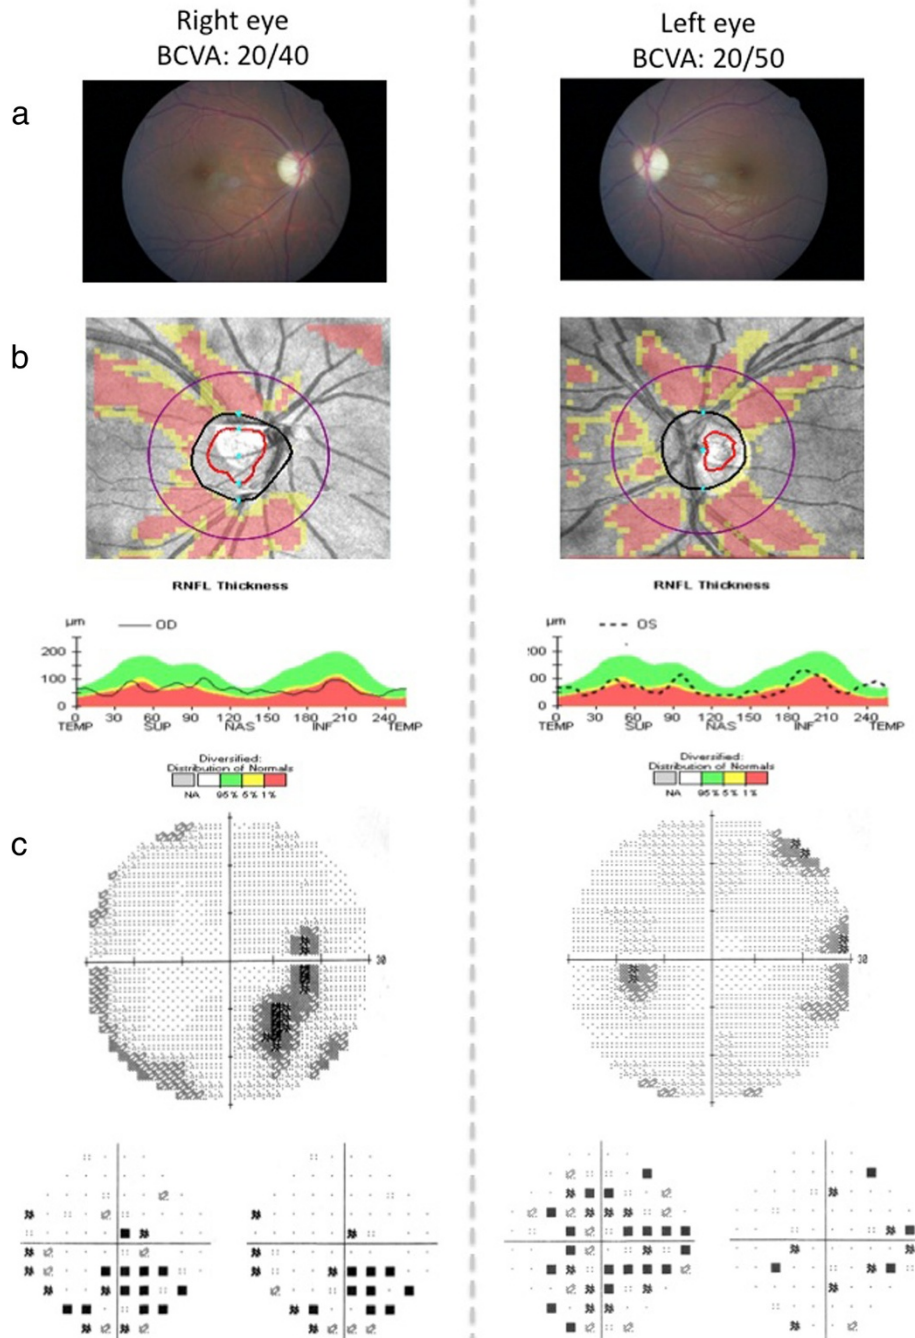 Right eye
BCVA: 20/40
Left eye
BCVA: 20/50
a
b
RNFL Thickness
µm
OD
200
100
0
0 30 60 90 120 150 180 210 240
TEMP SUP NAS INF TEMP
Diversified:
Distribution of Normals
NA 95% 5% 1%
RNFL Thickness
µm
OS
200
00
0
0 30 60 90 120 150 180 210 240
TEMP SUP NAS INF TEMP
Diversified:
Distribution of Normals
NA 95% 5% 1%
c
30
30